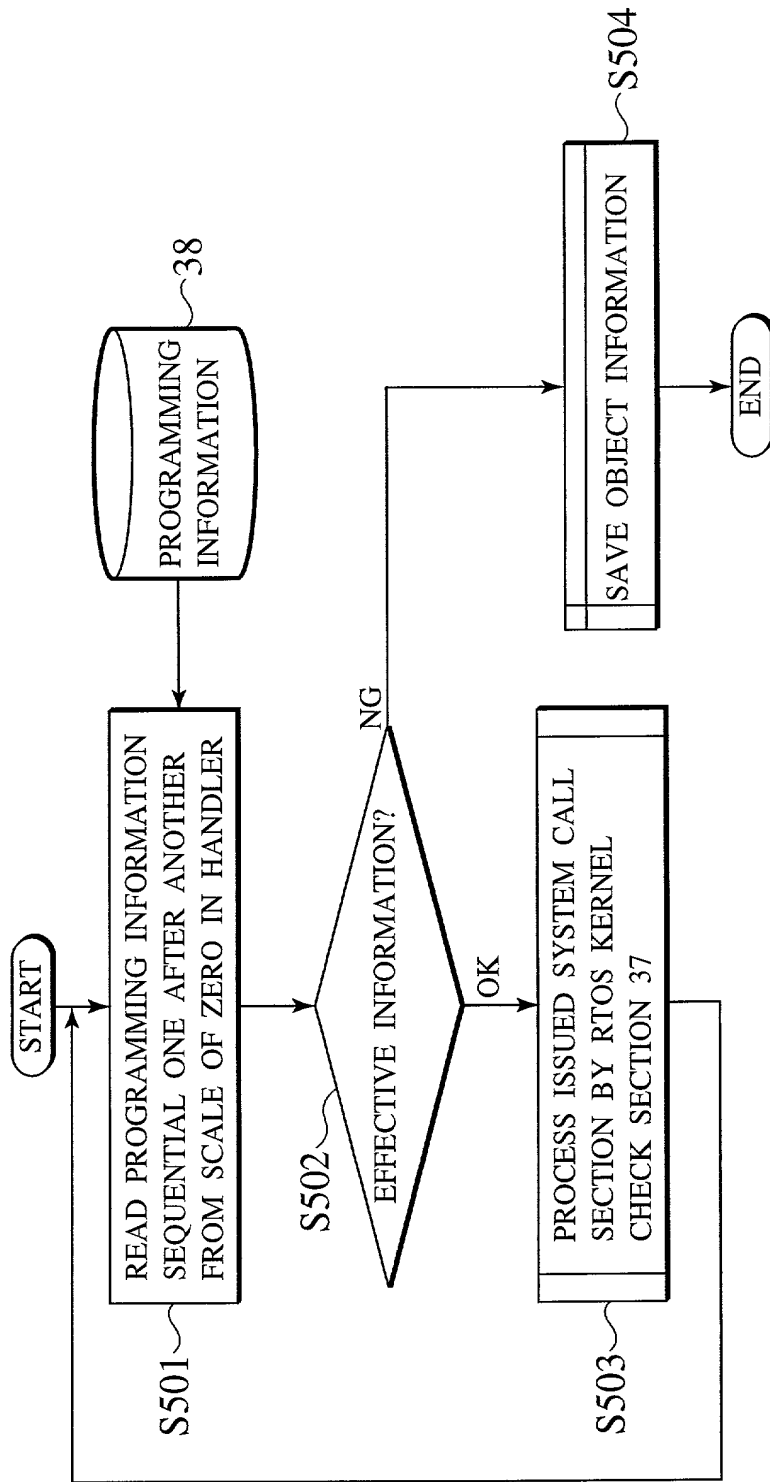 START
READ PROGRAMMING INFORMATION
SEQUENTIAL ONE AFTER ANOTHER
FROM SCALE OF ZERO IN HANDLER
S501
PROGRAMMING
INFORMATION
38
EFFECTIVE INFORMATION?
S502
NG
OK
PROCESS ISSUED SYSTEM CALL
SECTION BY RTOS KERNEL
CHECK SECTION 37
S503
SAVE OBJECT INFORMATION
S504
END